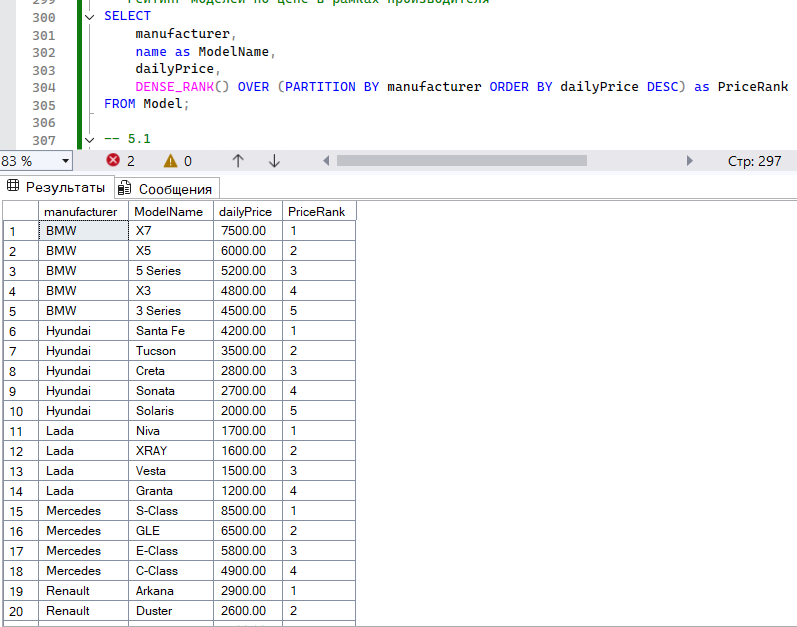 299 Рейтинг моделей по цене в рамках производителя
300 SELECT
301 manufacturer,
302 name as ModelName,
303 dailyPrice,
304 DENSE_RANK() OVER (PARTITION BY manufacturer ORDER BY dailyPrice DESC) as PriceRank
305 FROM Model;
306
307 -- 5.1
83 % 2 0 Стр: 297
Результаты Сообщения
manufacturer ModelName dailyPrice PriceRank
1 BMW X7 7500.00 1
2 BMW X5 6000.00 2
3 BMW 5 Series 5200.00 3
4 BMW X3 4800.00 4
5 BMW 3 Series 4500.00 5
6 Hyundai Santa Fe 4200.00 1
7 Hyundai Tucson 3500.00 2
8 Hyundai Creta 2800.00 3
9 Hyundai Sonata 2700.00 4
10 Hyundai Solaris 2000.00 5
11 Lada Niva 1700.00 1
12 Lada XRAY 1600.00 2
13 Lada Vesta 1500.00 3
14 Lada Granta 1200.00 4
15 Mercedes S-Class 8500.00 1
16 Mercedes GLE 6500.00 2
17 Mercedes E-Class 5800.00 3
18 Mercedes C-Class 4900.00 4
19 Renault Arkana 2900.00 1
20 Renault Duster 2600.00 2